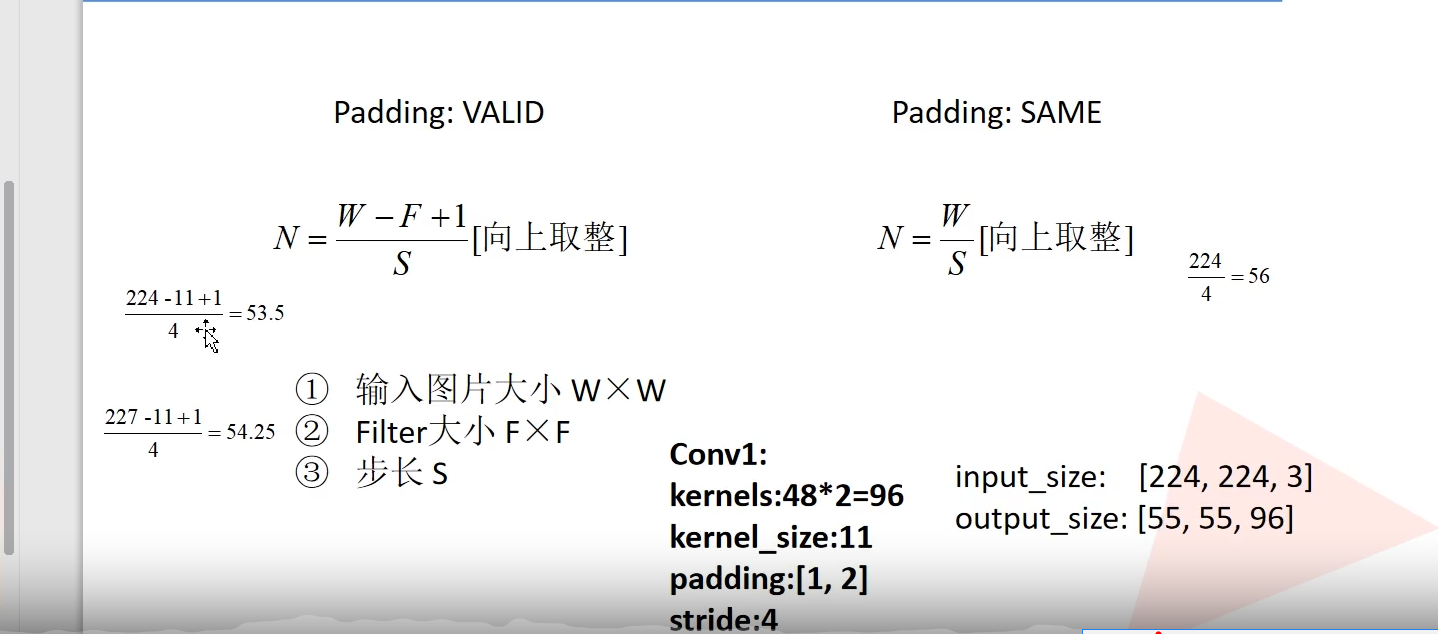 Padding: VALID
Padding: SAME
N = \frac{W - F + 1}{S} [向上取整]
N = \frac{W}{S} [向上取整]
\frac{224 - 11 + 1}{4} = 53.5
\frac{224}{4} = 56
\frac{227 - 11 + 1}{4} = 54.25
① 输入图片大小 W×W
② Filter大小 F×F
③ 步长 S
Conv1:
kernels:48*2=96
kernel_size:11
padding:[1, 2]
stride:4
input_size: [224, 224, 3]
output_size: [55, 55, 96]